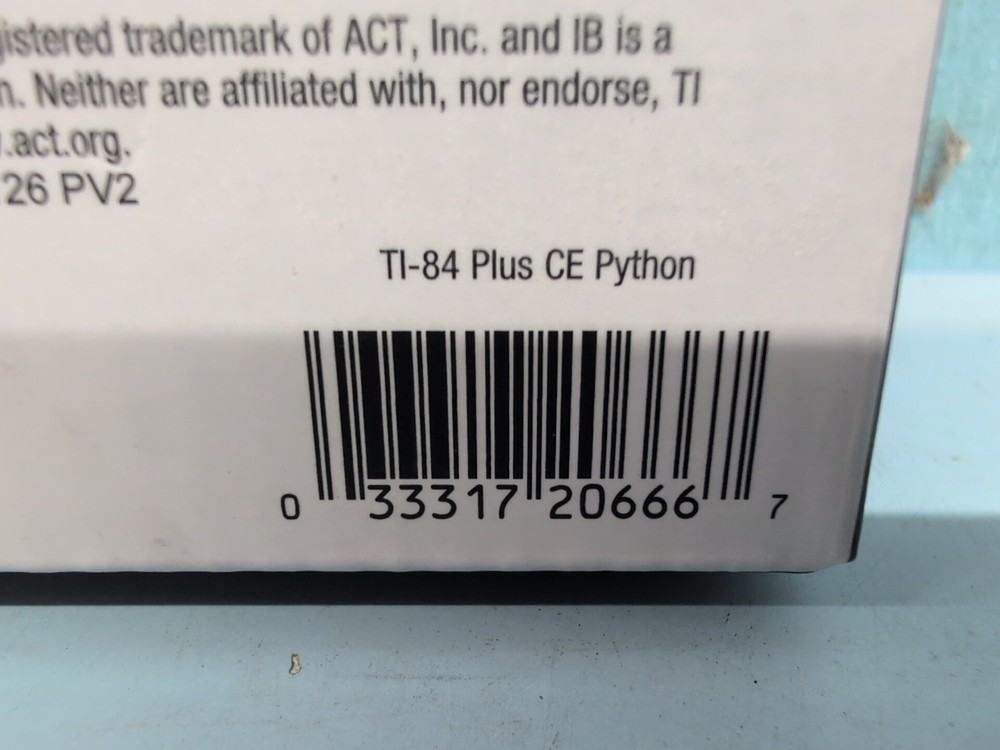 gistered trademark of ACT, Inc. and IB is a
n. Neither are affiliated with, nor endorse, TI
.act.org.
26 PV2
TI-84 Plus CE Python
0 33317 20666 7